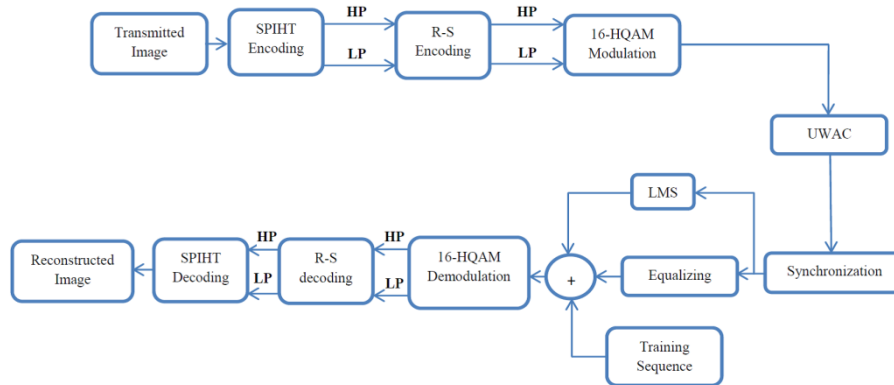 Transmitted
Image
SPIHT
Encoding
HP
LP
R-S
Encoding
HP
LP
16-HQAM
Modulation
UWAC
LMS
Synchronization
Equalizing
+
Training
Sequence
16-HQAM
Demodulation
HP
LP
R-S
decoding
HP
LP
SPIHT
Decoding
Reconstructed
Image